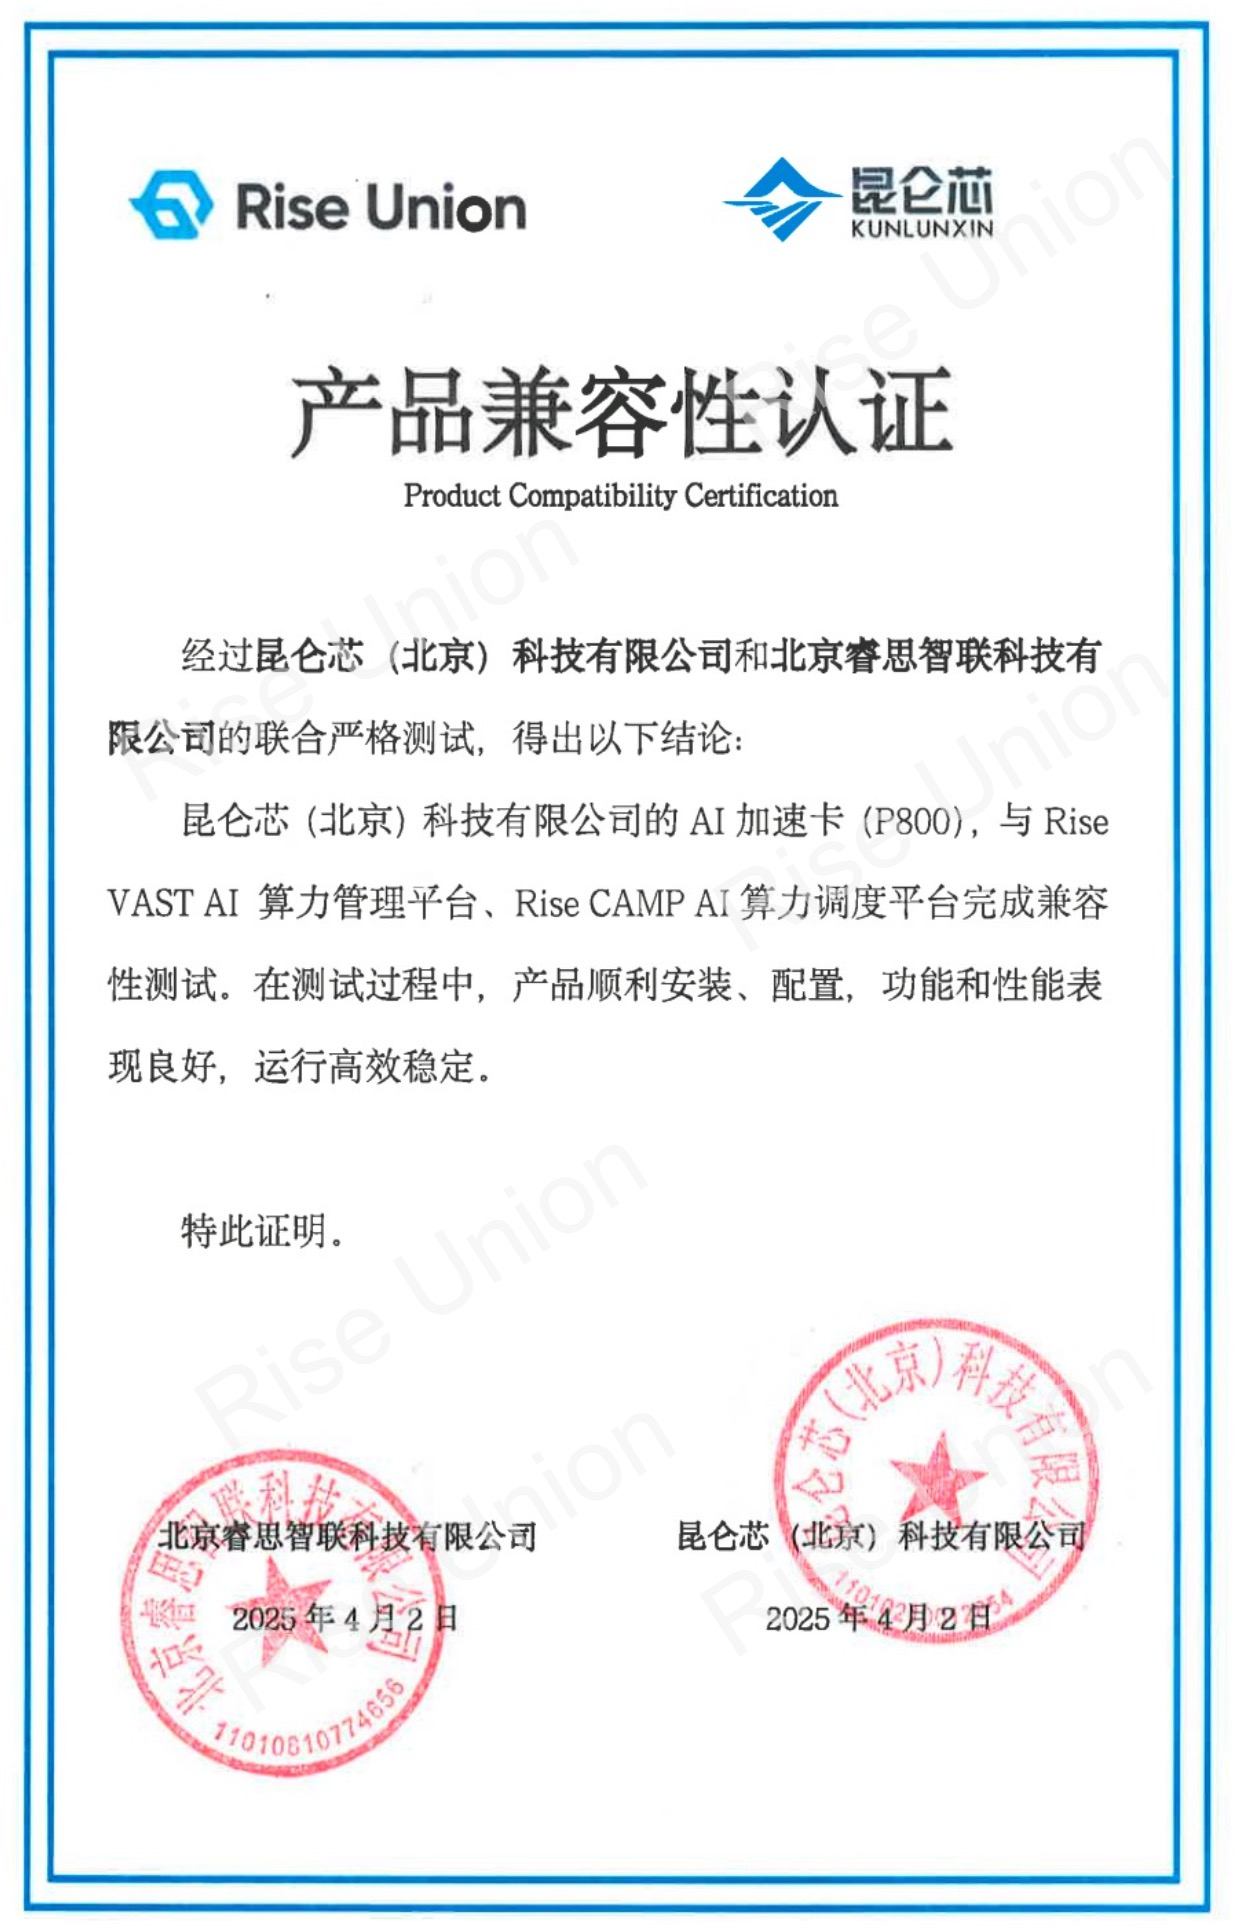 Rise Union
昆仑芯
KUNLUNXIN
产品兼容性认证
Product Compatibility Certification
经过昆仑芯（北京）科技有限公司和北京睿思智联科技有
限公司的联合严格测试，得出以下结论：
昆仑芯（北京）科技有限公司的 AI 加速卡（P800），与 Rise
VAST AI 算力管理平台、Rise CAMP AI 算力调度平台完成兼容
性测试。在测试过程中，产品顺利安装、配置，功能和性能表
现良好，运行高效稳定。
特此证明。
北京睿思智联科技有限公司
2025 年 4 月 2 日
昆仑芯（北京）科技有限公司
2025 年 4 月 2 日
北京睿思智联科技有限公司
11010810774656
昆仑芯（北京）科技有限公司
Rise Union
Rise Union
Rise Union
Rise Union
Rise Union
Rise Union